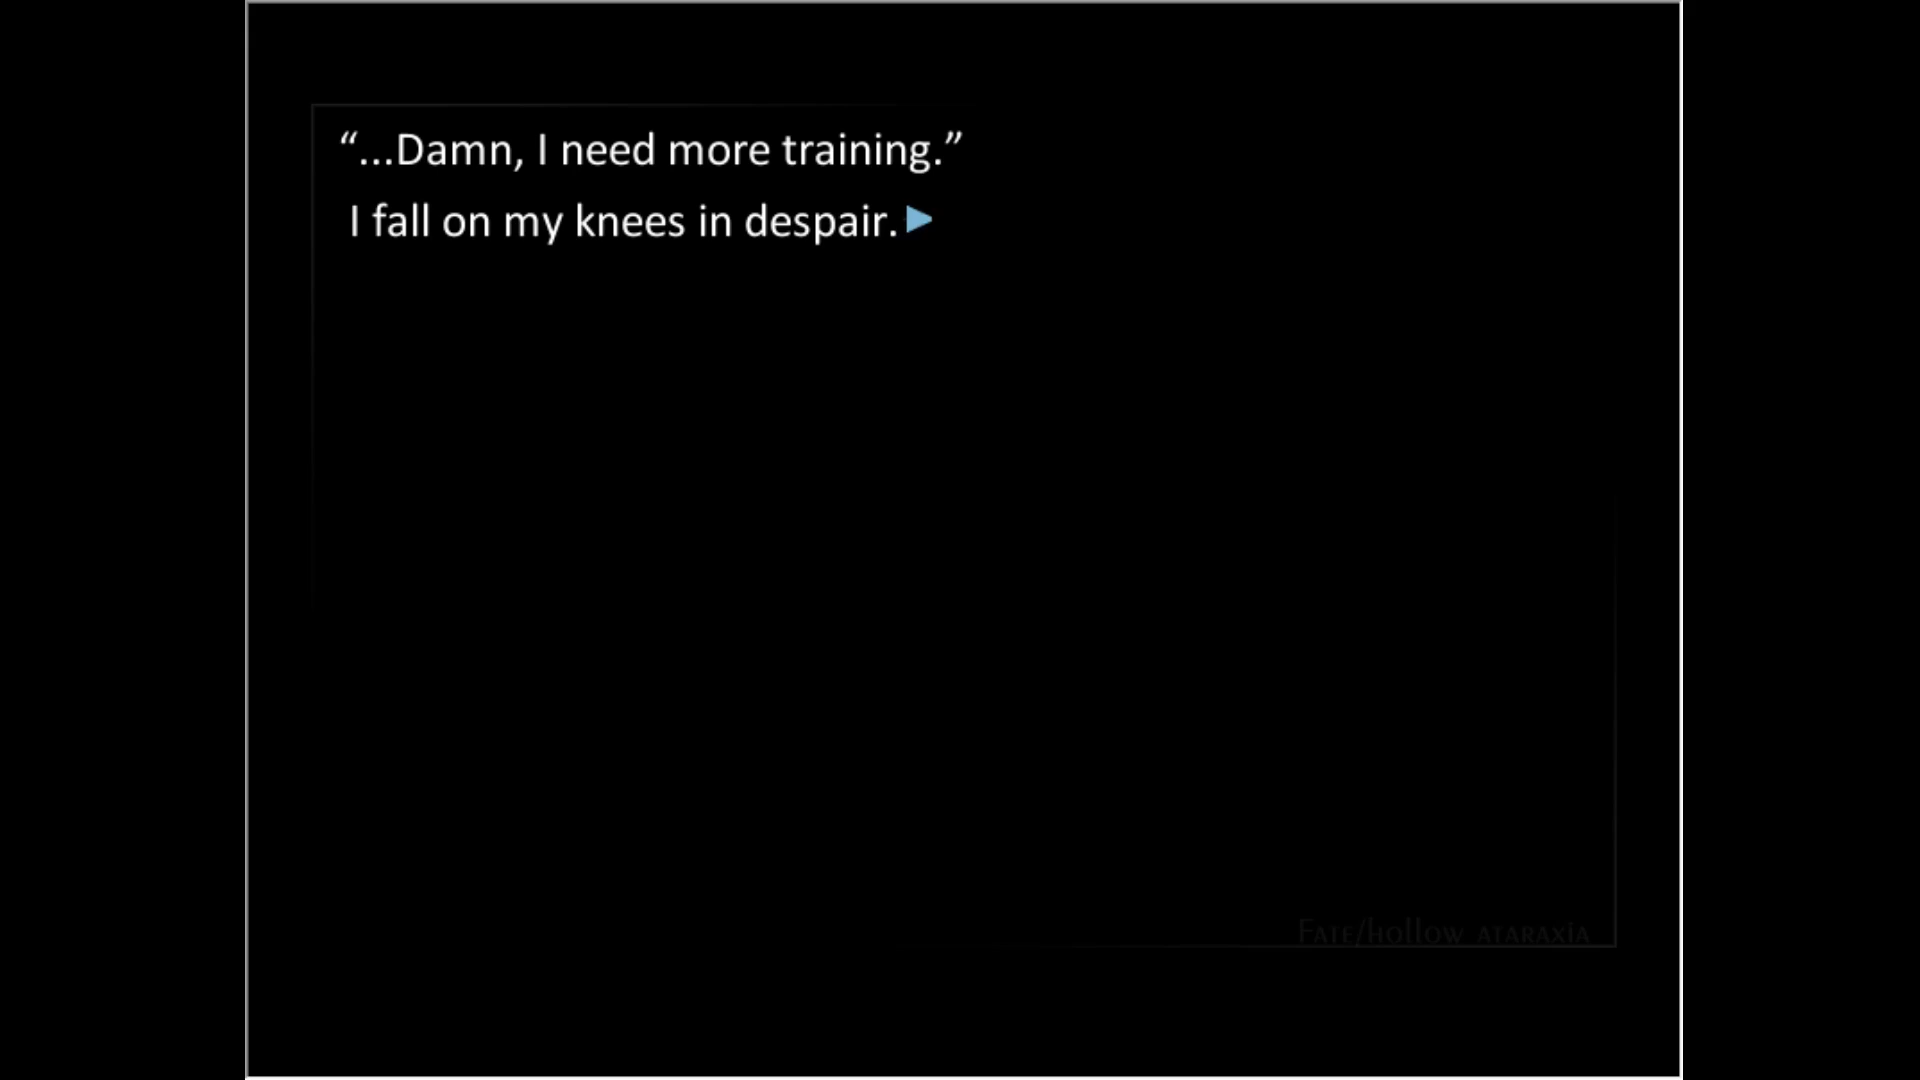 “...Damn, I need more training.”
I fall on my knees in despair.
Fate/hollow ataraxia